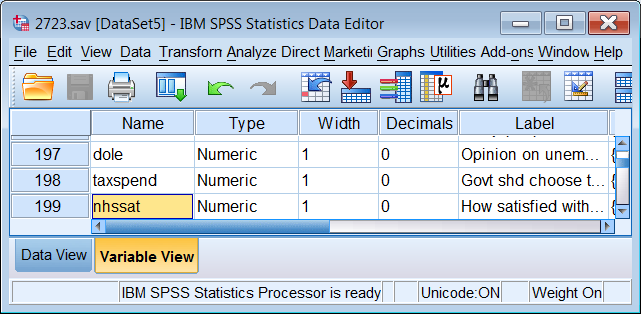 2723.sav [DataSet5] - IBM SPSS Statistics Data Editor
File Edit View Data Transform Analyze Direct Marketing Graphs Utilities Add-ons Window Help
Name Type Width Decimals Label
197 dole Numeric 1 0 Opinion on unem... {
198 taxspend Numeric 1 0 Govt shd choose t... {
199 nhssat Numeric 1 0 How satisfied with... {
Data View Variable View
IBM SPSS Statistics Processor is ready Unicode:ON Weight On